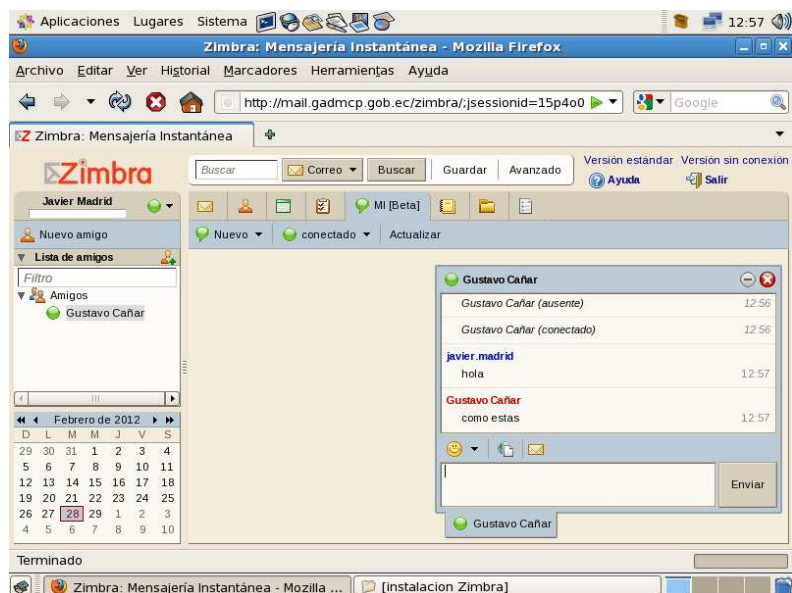 Aplicaciones Lugares Sistema 12:57
Zimbra: Mensajería Instantánea - Mozilla Firefox
Archivo Editar Ver Historial Marcadores Herramientas Ayuda
http://mail.gadmcp.gob.ec/zimbra/;jsessionid=15p4o0 Google
Zimbra: Mensajería Instantánea
Zimbra Buscar Correo Buscar Guardar Avanzado Versión estándar Versión sin conexión
Ayuda Salir
Javier Madrid MI [Beta]
Nuevo amigo Nuevo conectado Actualizar
Lista de amigos
Filtro
Amigos
Gustavo Cañar
Gustavo Cañar
Gustavo Cañar (ausente) 12:56
Gustavo Cañar (conectado) 12:56
javier.madrid
hola 12:57
Gustavo Cañar
como estas 12:57
Enviar
Gustavo Cañar
Febrero de 2012
D L M M J V S
29 30 31 1 2 3 4
5 6 7 8 9 10 11
12 13 14 15 16 17 18
19 20 21 22 23 24 25
26 27 28 29 1 2 3
4 5 6 7 8 9 10
Terminado
Zimbra: Mensajería Instantánea - Mozilla ... [instalacion Zimbra]